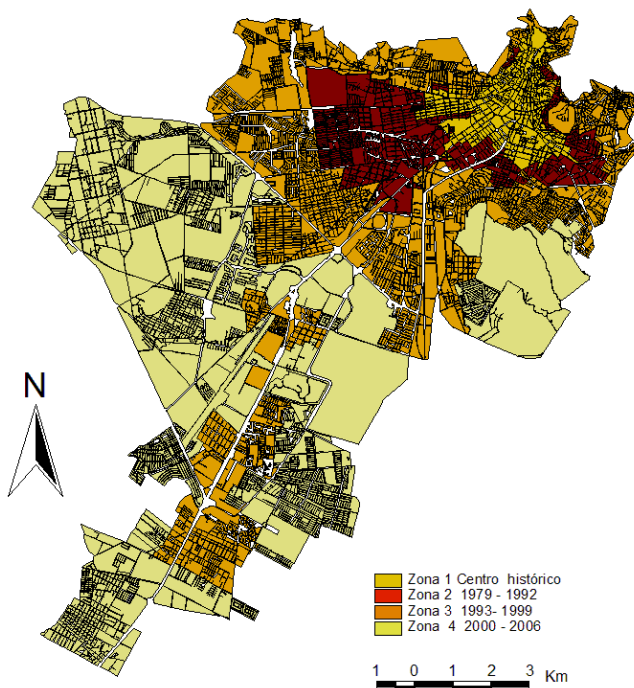 N
Zona 1 Centro histórico
Zona 2 1979 - 1992
Zona 3 1993- 1999
Zona 4 2000 - 2006
1 0 1 2 3 Km